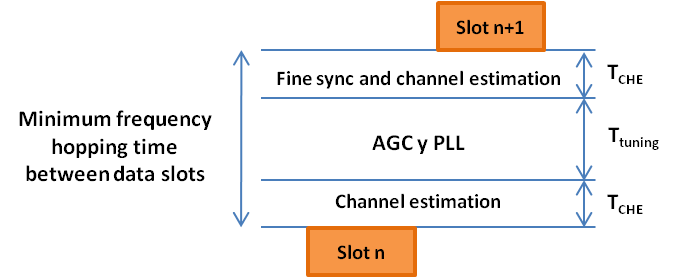 Slot n+1
Fine sync and channel estimation
TCHE
Minimum frequency
hopping time
between data slots
AGC y PLL
Ttuning
Channel estimation
TCHE
Slot n